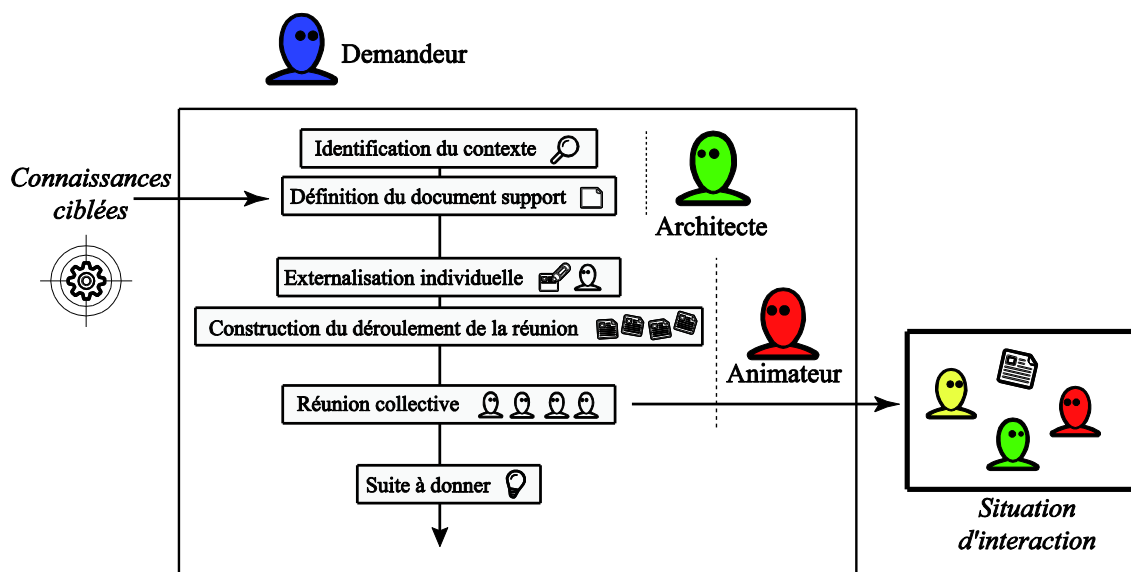 Demandeur
Identification du contexte
Connaissances
ciblées
Définition du document support
Architecte
Externalisation individuelle
Construction du déroulement de la réunion
Animateur
Réunion collective
Suite à donner
Situation
d'interaction